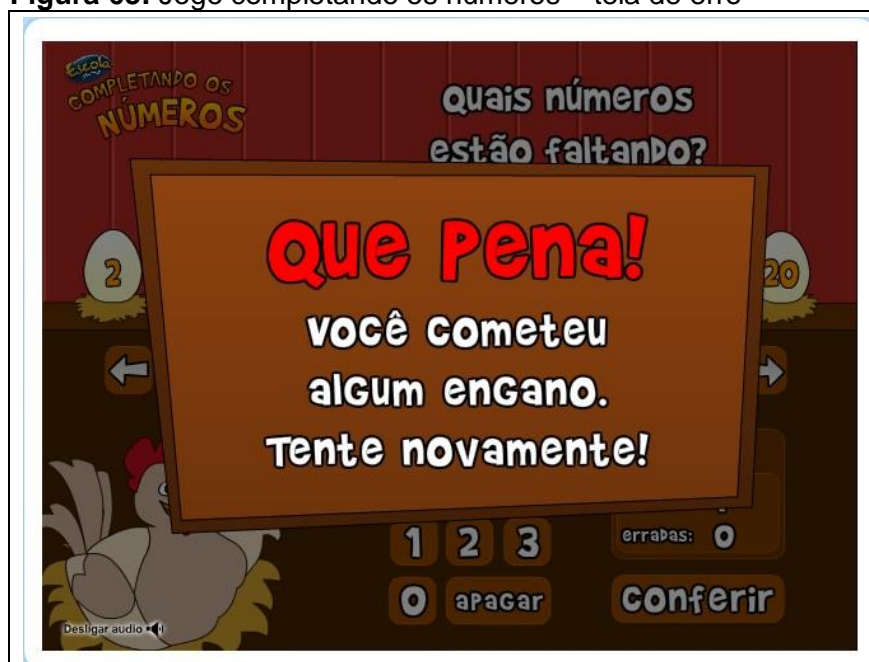 Escola
COMPLETANDO OS
NÚMEROS
Quais números
estão faltando?
2
20
Que pena!
Você cometeu
algum engano.
Tente novamente!
1 2 3
erradas: 0
0 apagar
conferir
Desligar audio